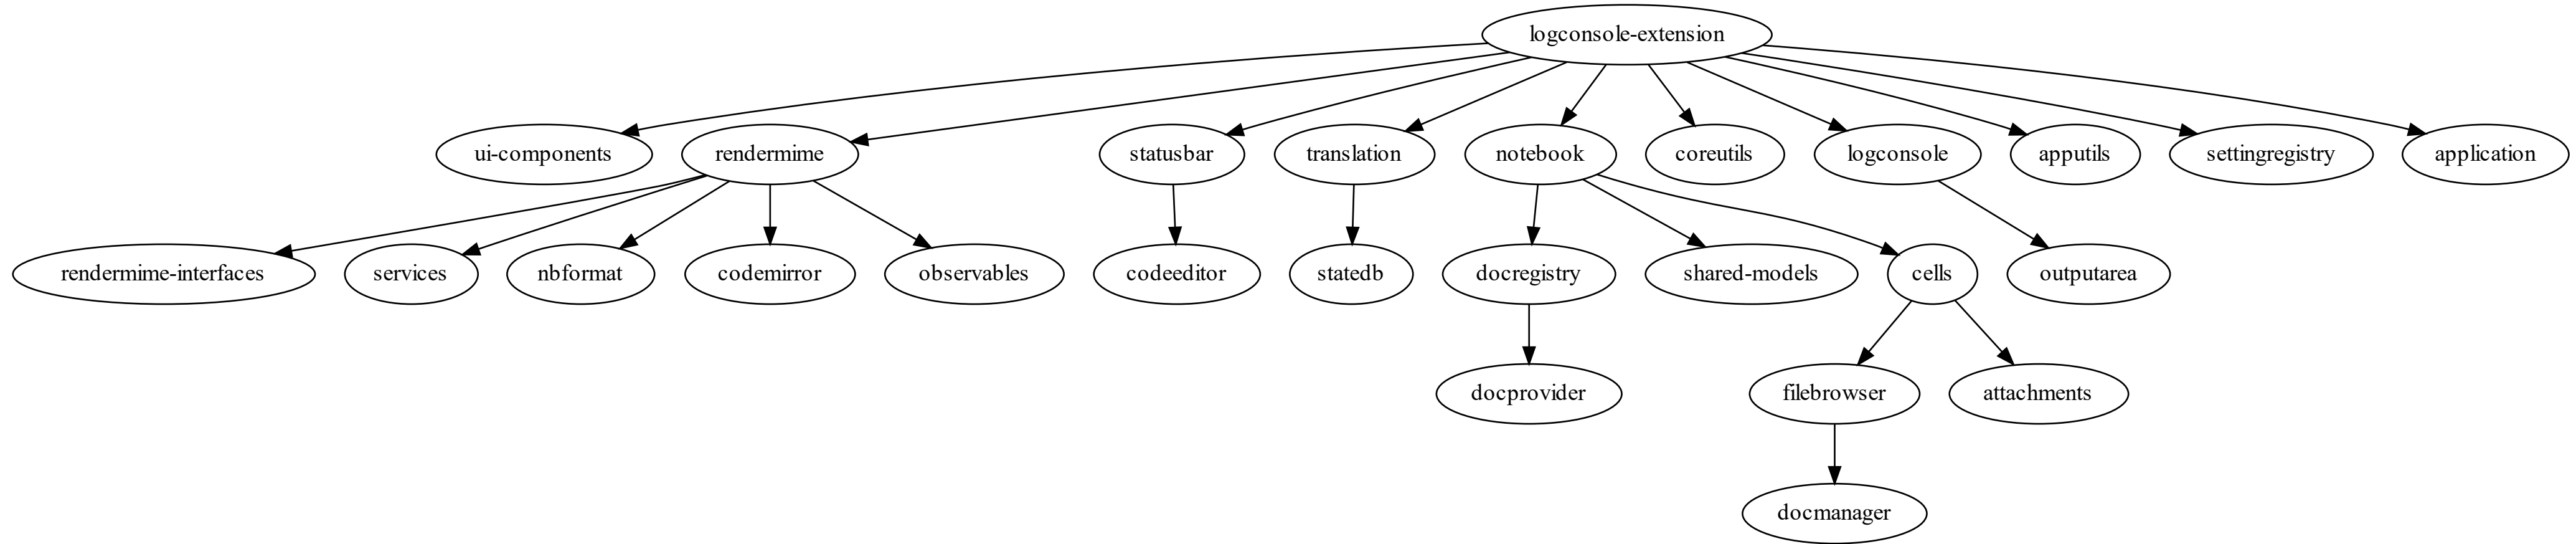 logconsole-extension
ui-components
rendermime
statusbar
translation
notebook
coreutils
logconsole
apputils
settingregistry
application
rendermime-interfaces
services
nbformat
codemirror
observables
codeeditor
statedb
docregistry
shared-models
cells
outputarea
docprovider
filebrowser
attachments
docmanager